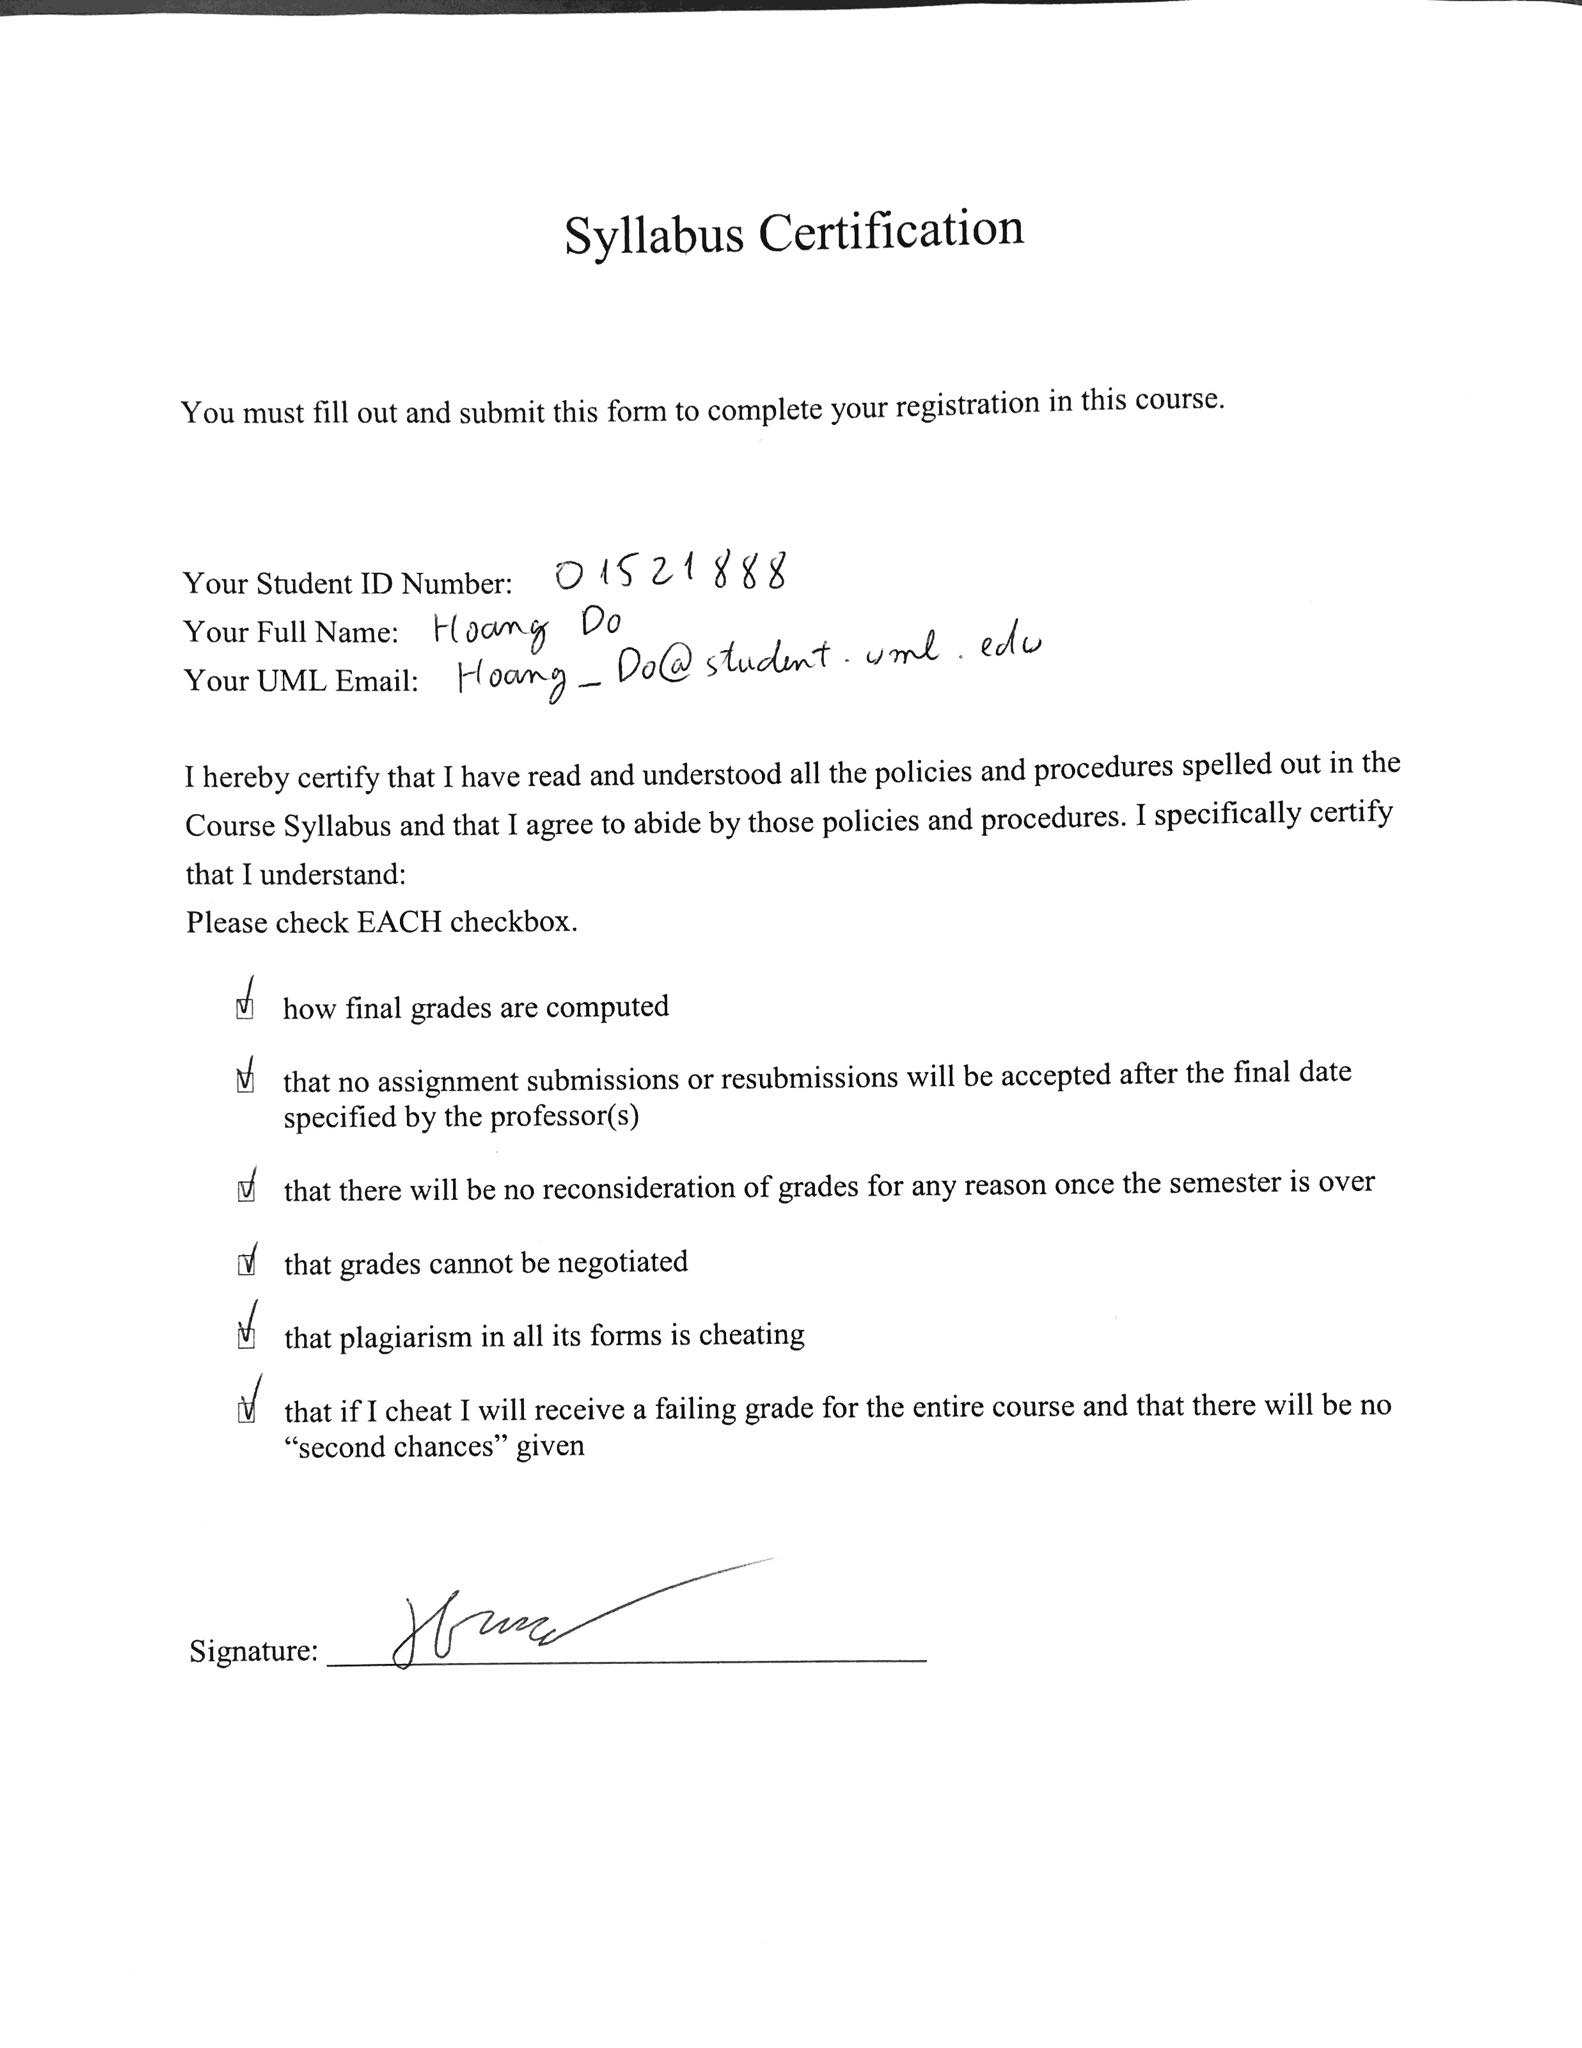 Syllabus Certification
You must fill out and submit this form to complete your registration in this course.
Your Student ID Number: 01521888
Your Full Name: Hoang Do
Your UML Email: Hoang_Do@student.uml.edu
I hereby certify that I have read and understood all the policies and procedures spelled out in the
Course Syllabus and that I agree to abide by those policies and procedures. I specifically certify
that I understand:
Please check EACH checkbox.
how final grades are computed
that no assignment submissions or resubmissions will be accepted after the final date
specified by the professor(s)
that there will be no reconsideration of grades for any reason once the semester is over
that grades cannot be negotiated
that plagiarism in all its forms is cheating
that if I cheat I will receive a failing grade for the entire course and that there will be no
“second chances” given
Signature: